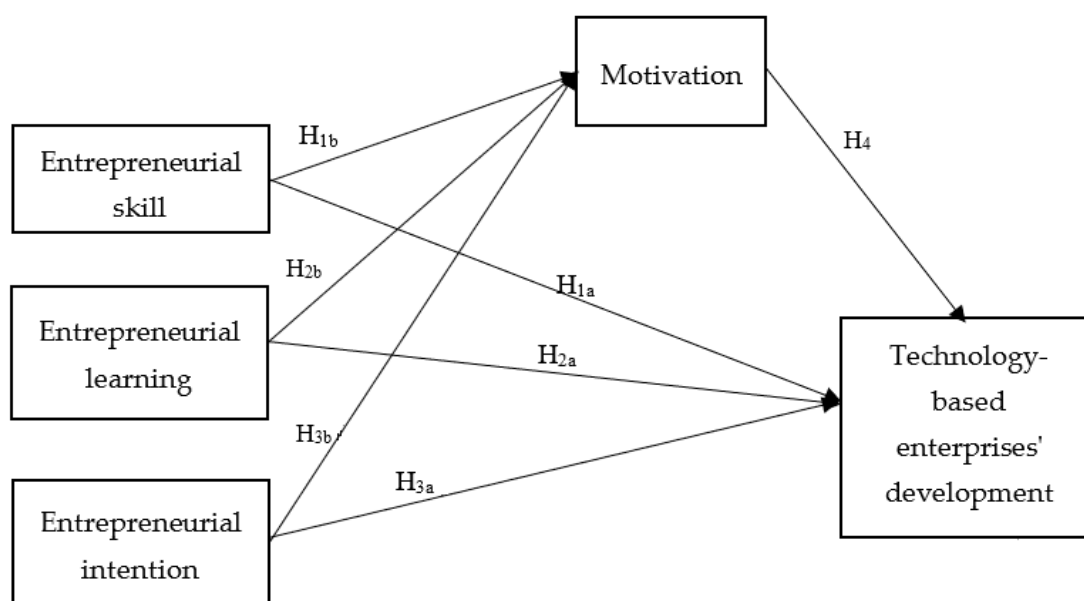 Motivation
H1b
H4
Entrepreneurial
skill
H2b
H1a
Entrepreneurial
learning
H2a
Technology-
based
enterprises'
development
H3b
H3a
Entrepreneurial
intention